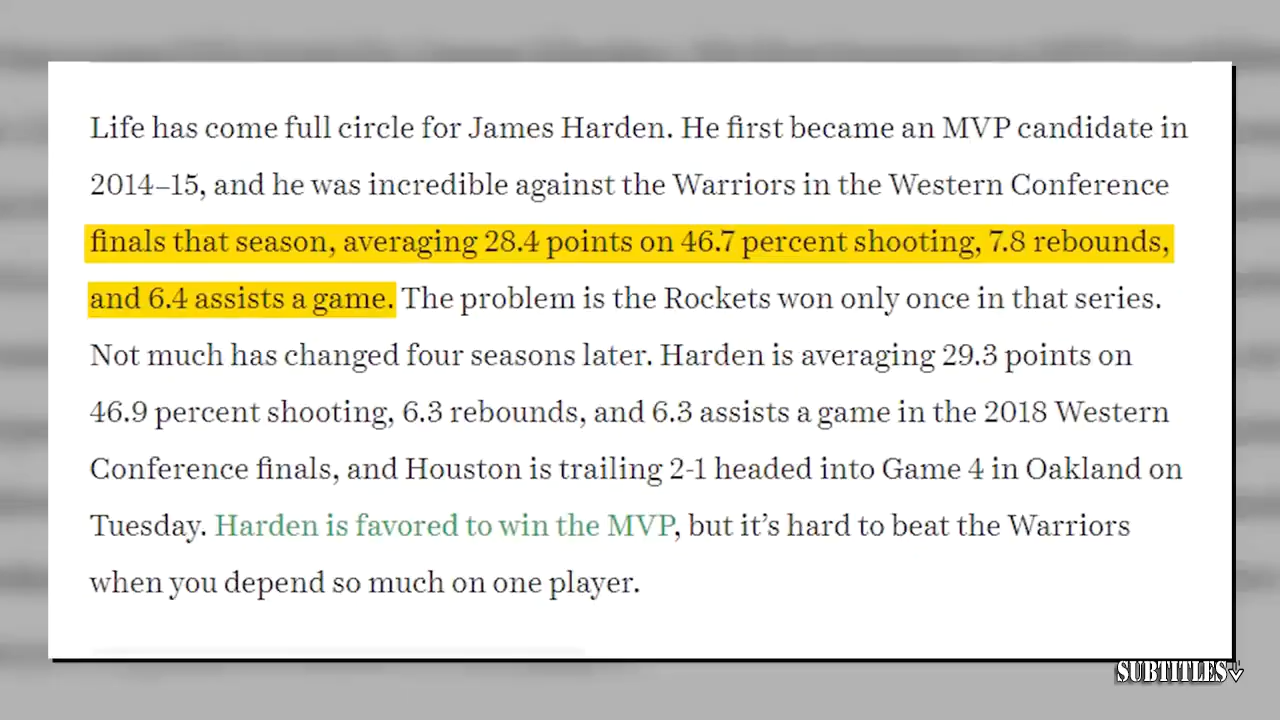 Life has come full circle for James Harden. He first became an MVP candidate in
2014–15, and he was incredible against the Warriors in the Western Conference
finals that season, averaging 28.4 points on 46.7 percent shooting, 7.8 rebounds,
and 6.4 assists a game. The problem is the Rockets won only once in that series.
Not much has changed four seasons later. Harden is averaging 29.3 points on
46.9 percent shooting, 6.3 rebounds, and 6.3 assists a game in the 2018 Western
Conference finals, and Houston is trailing 2-1 headed into Game 4 in Oakland on
Tuesday. Harden is favored to win the MVP, but it’s hard to beat the Warriors
when you depend so much on one player.
SUBTITLES